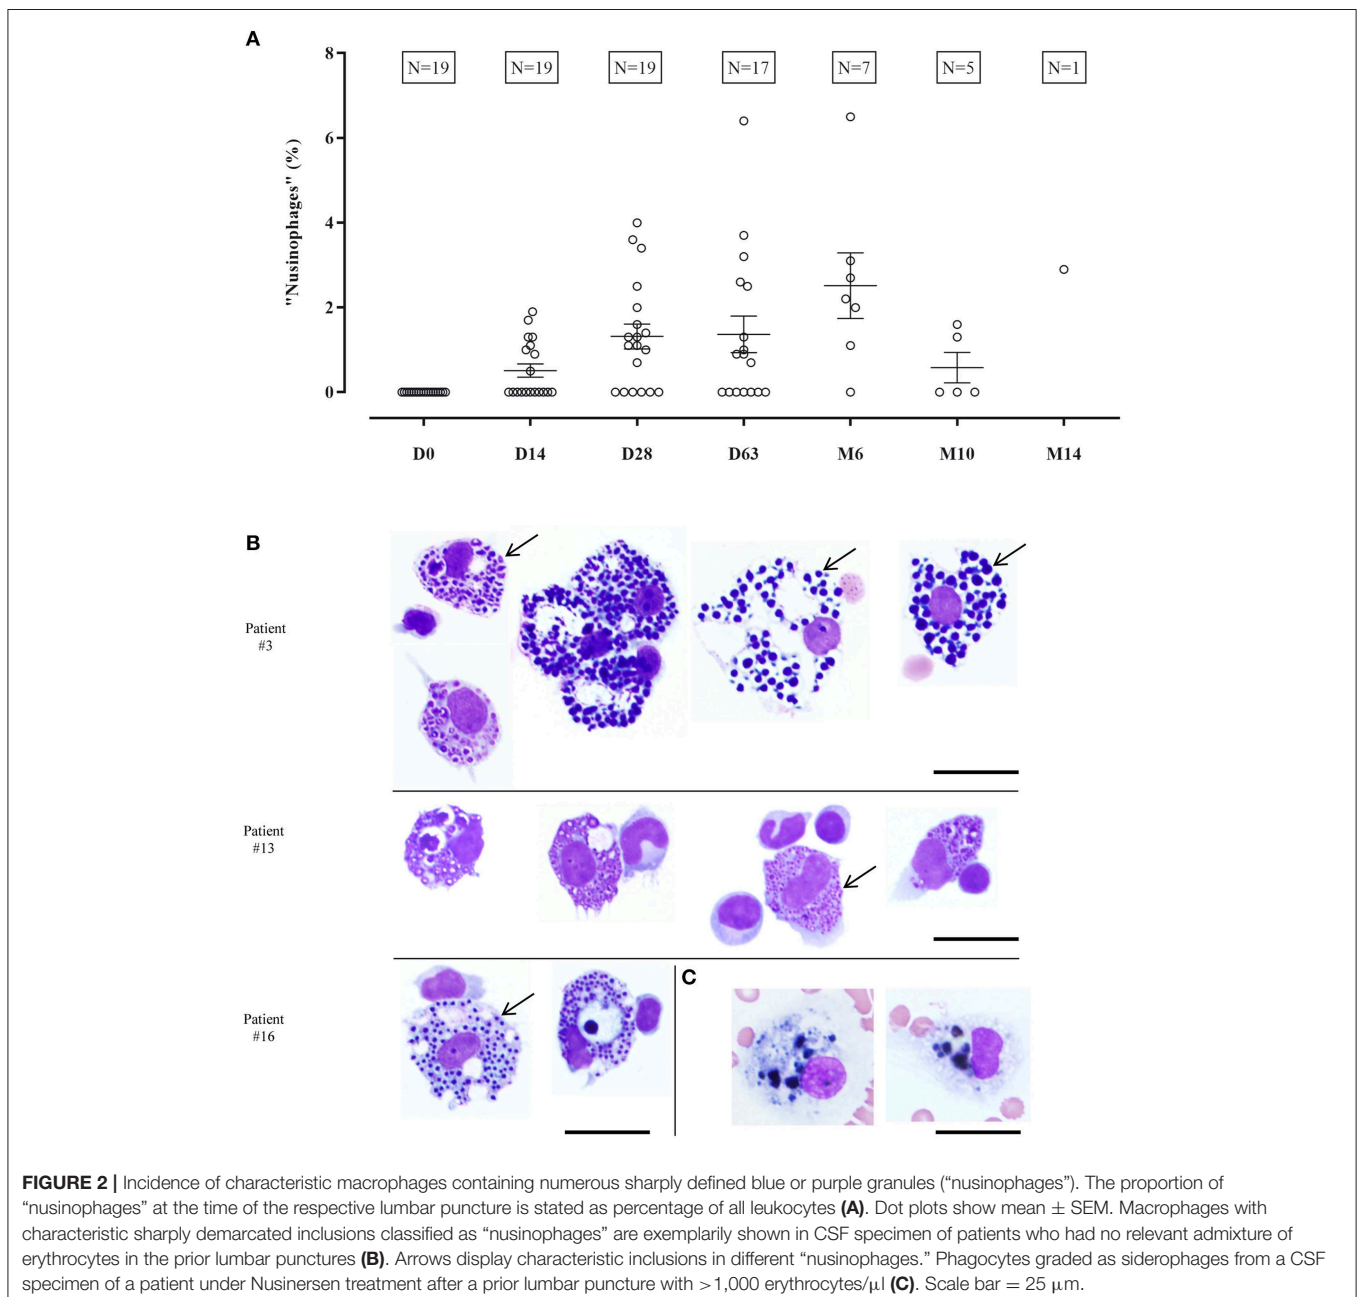 A
8
N=19
N=19
N=19
N=17
N=7
N=5
N=1
6
"Nusinophages" (%)
4
2
0
D0
D14
D28
D63
M6
M10
M14
B
Patient
#3
Patient
#13
C
Patient
#16
FIGURE 2 | Incidence of characteristic macrophages containing numerous sharply defined blue or purple granules (“nusinophages”). The proportion of
“nusinophages” at the time of the respective lumbar puncture is stated as percentage of all leukocytes (A). Dot plots show mean ± SEM. Macrophages with
characteristic sharply demarcated inclusions classified as “nusinophages” are exemplarily shown in CSF specimen of patients who had no relevant admixture of
erythrocytes in the prior lumbar punctures (B). Arrows display characteristic inclusions in different “nusinophages.” Phagocytes graded as siderophages from a CSF
specimen of a patient under Nusinersen treatment after a prior lumbar puncture with >1,000 erythrocytes/μl (C). Scale bar = 25 μm.